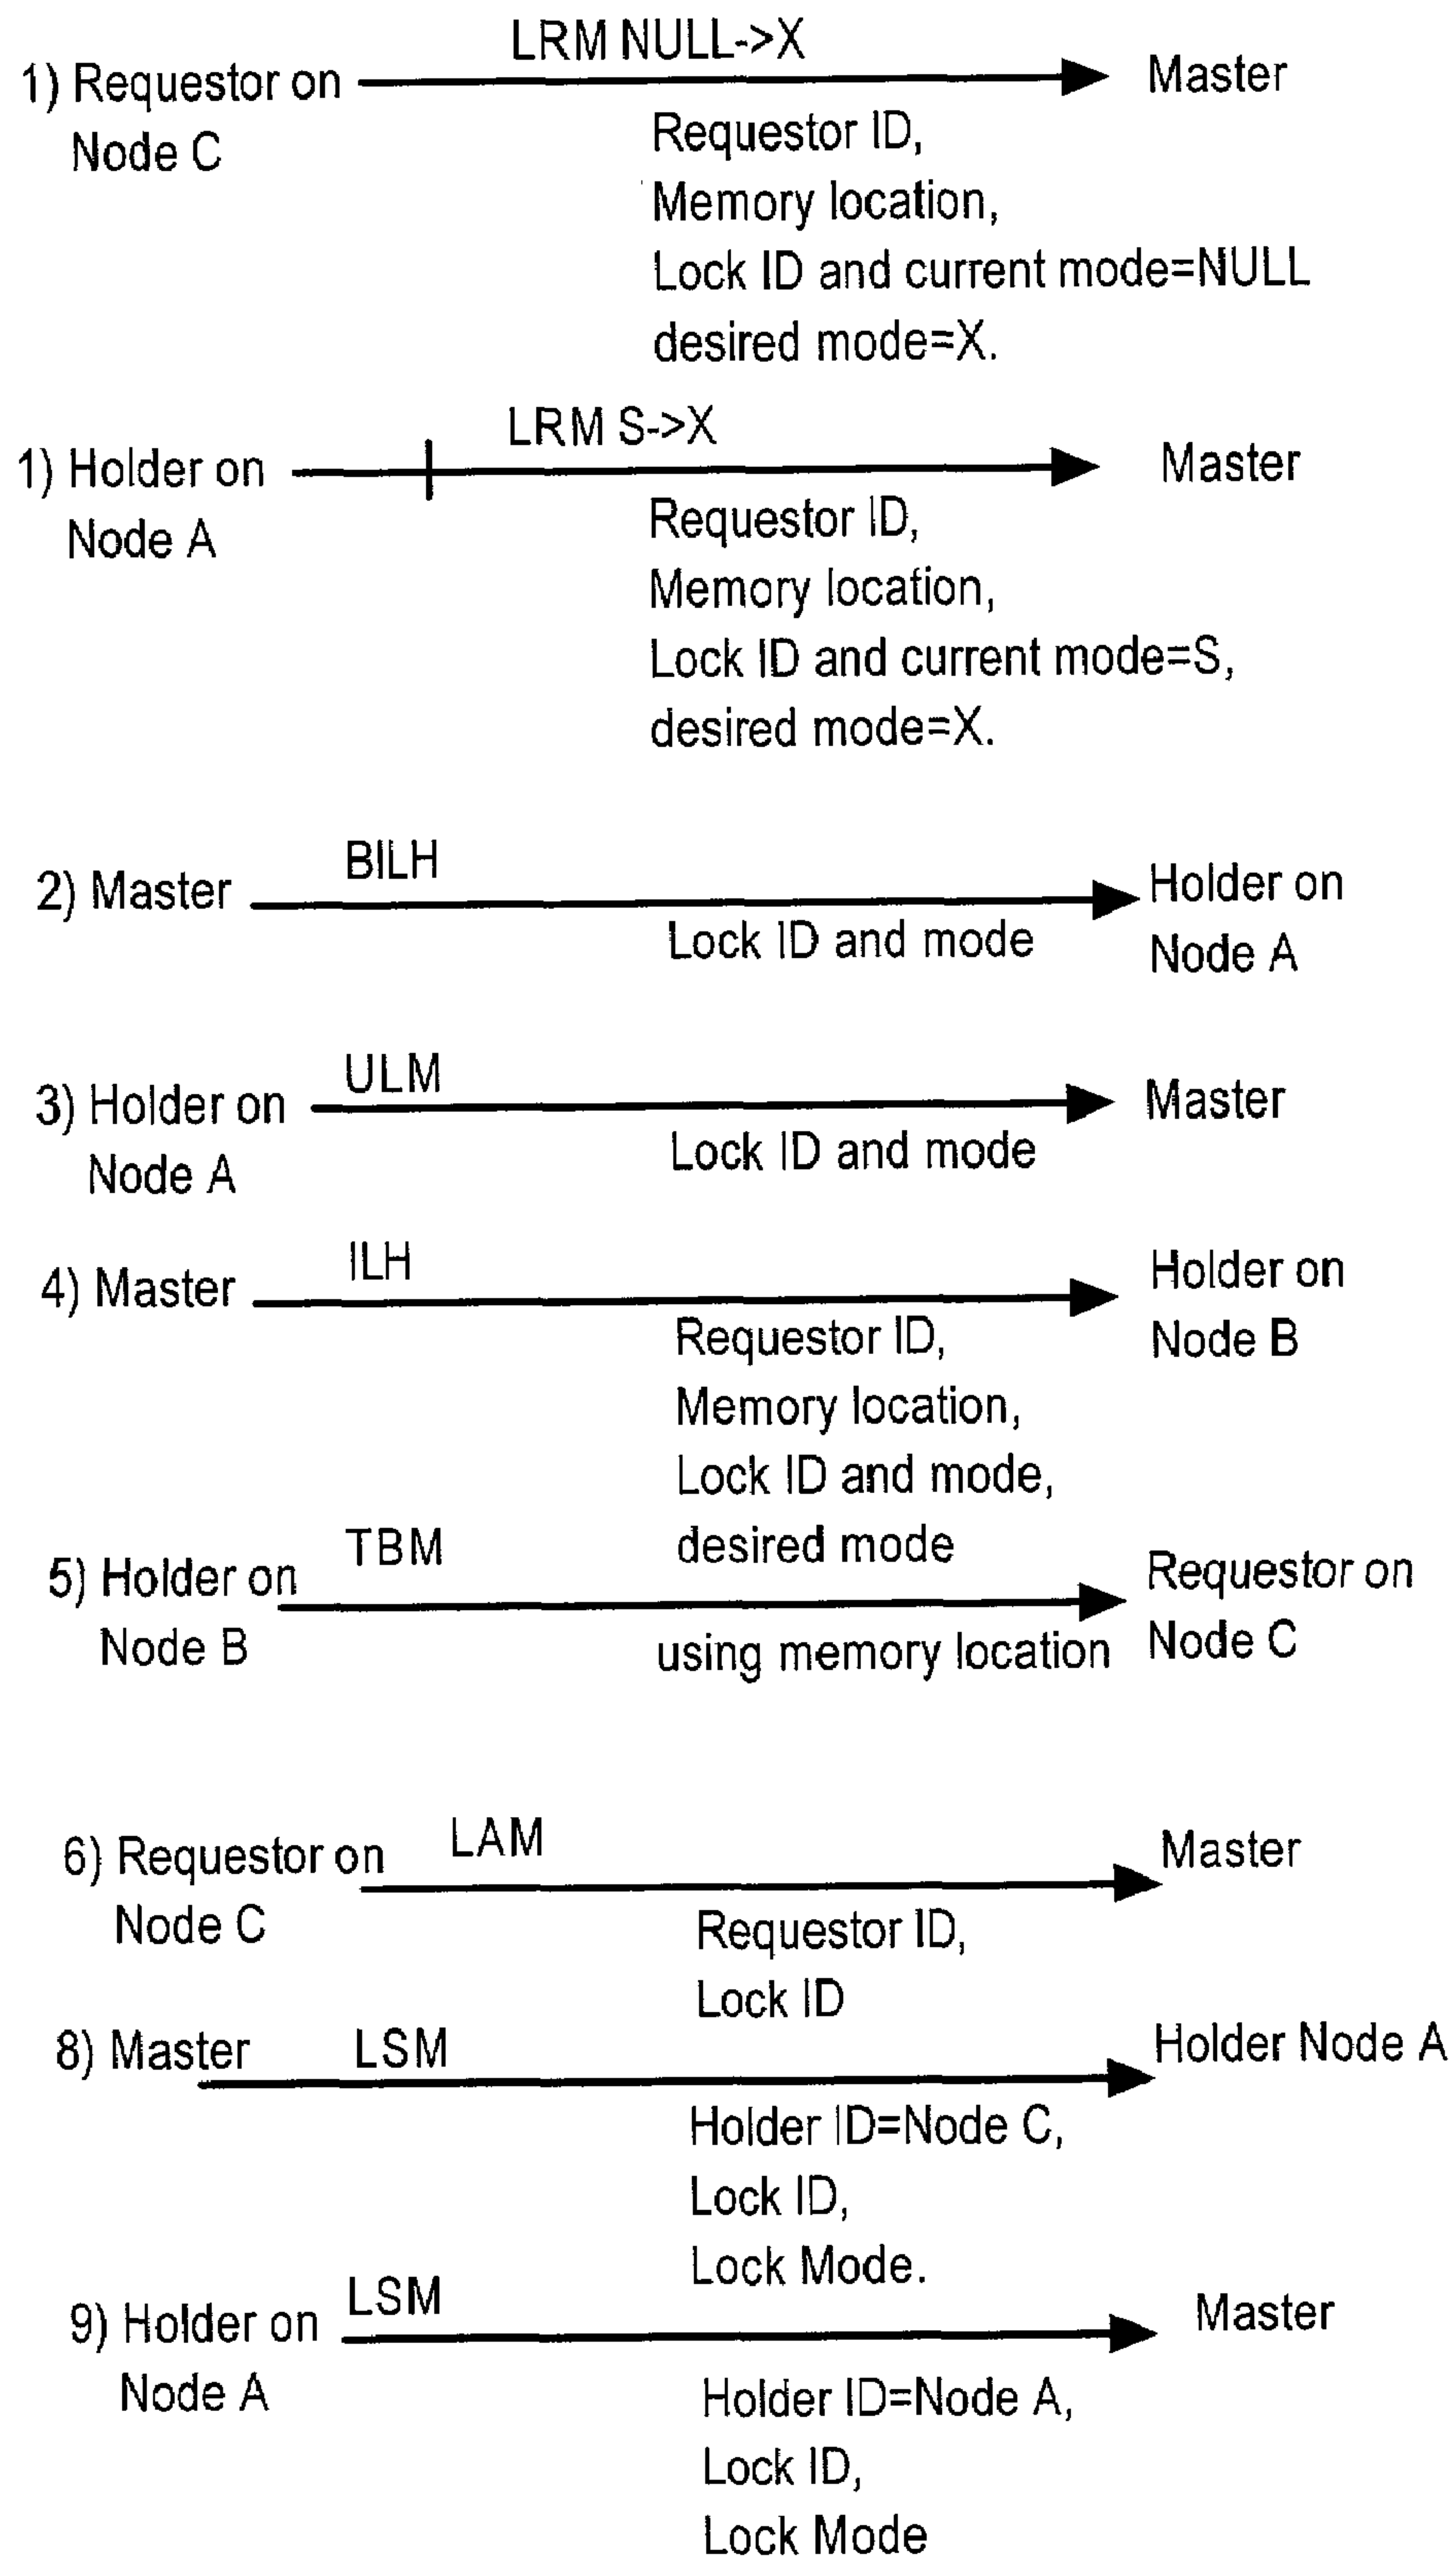 LRM NULL->X
1) Requestor on Master
Node C
Requestor ID,
Memory location,
Lock ID and current mode=NULL
desired mode=X.
LRM S->X
1) Holder on Master
Node A
Requestor ID,
Memory location,
Lock ID and current mode=S,
desired mode=X.
BILH
2) Master Holder on
Node A
Lock ID and mode
ULM
3) Holder on Master
Node A
Lock ID and mode
ILH
4) Master Holder on
Node B
Requestor ID,
Memory location,
Lock ID and mode,
desired mode
TBM
5) Holder on Requestor on
Node B Node C
using memory location
LAM
6) Requestor on Master
Node C
Requestor ID,
Lock ID
8) Master LSM Holder Node A
Holder ID=Node C,
Lock ID,
Lock Mode.
LSM
9) Holder on Master
Node A
Holder ID=Node A,
Lock ID,
Lock Mode